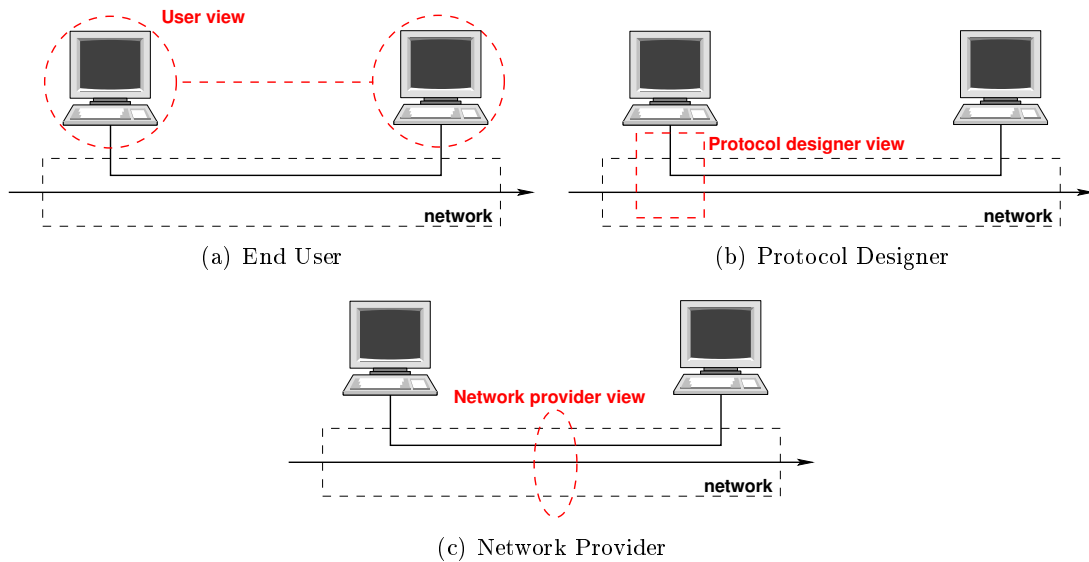 User view
network
(a) End User
Protocol designer view
network
(b) Protocol Designer
Network provider view
network
(c) Network Provider